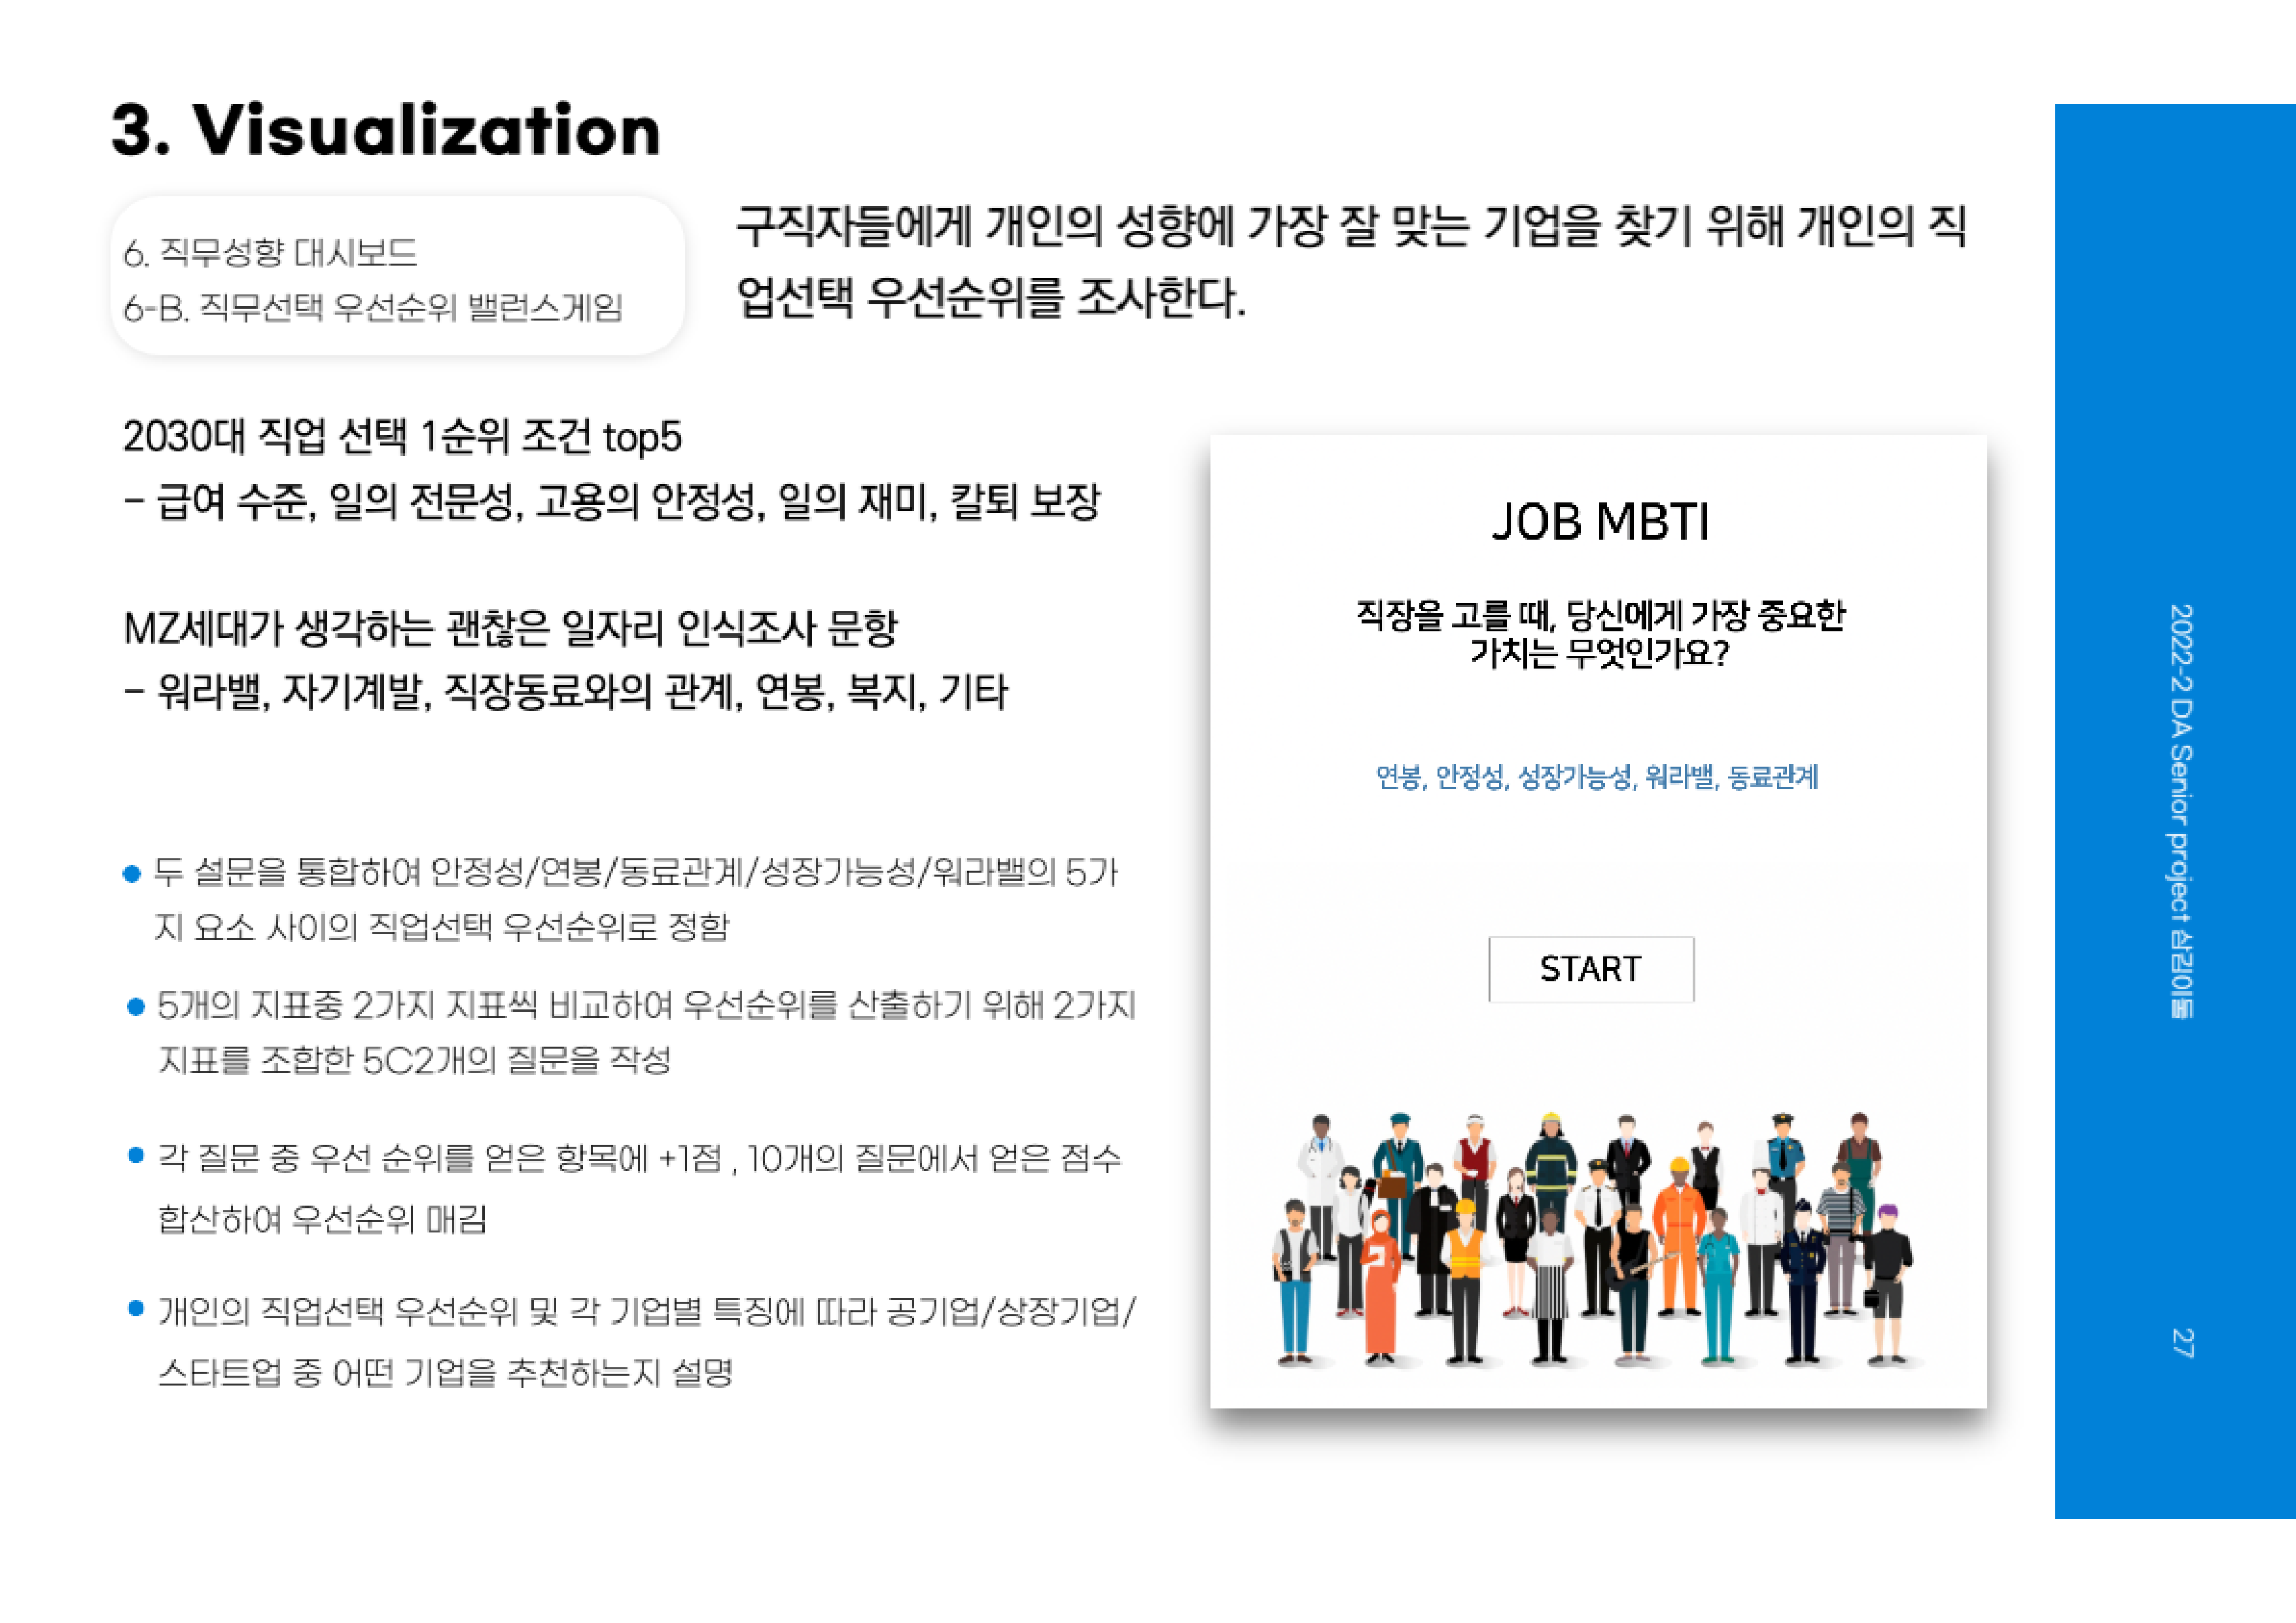 3. Visualization
6. 직무성향 대시보드
6-B. 직무선택 우선순위 밸런스게임
구직자들에게 개인의 성향에 가장 잘 맞는 기업을 찾기 위해 개인의 직
업선택 우선순위를 조사한다.
2030대 직업 선택 1순위 조건 top5
- 급여 수준, 일의 전문성, 고용의 안정성, 일의 재미, 칼퇴 보장
MZ세대가 생각하는 괜찮은 일자리 인식조사 문항
- 워라밸, 자기계발, 직장동료와의 관계, 연봉, 복지, 기타
두 설문을 통합하여 안정성/연봉/동료관계/성장가능성/워라밸의 5가
지 요소 사이의 직업선택 우선순위로 정함
5개의 지표중 2가지 지표씩 비교하여 우선순위를 산출하기 위해 2가지
지표를 조합한 5C2개의 질문을 작성
각 질문 중 우선 순위를 얻은 항목에 +1점 , 10개의 질문에서 얻은 점수
합산하여 우선순위 매김
개인의 직업선택 우선순위 및 각 기업별 특징에 따라 공기업/상장기업/
스타트업 중 어떤 기업을 추천하는지 설명
JOB MBTI
직장을 고를 때, 당신에게 가장 중요한
가치는 무엇인가요?
연봉, 안정성, 성장가능성, 워라밸, 동료관계
START
2022-2 DA Senior project 삼김이돌
27